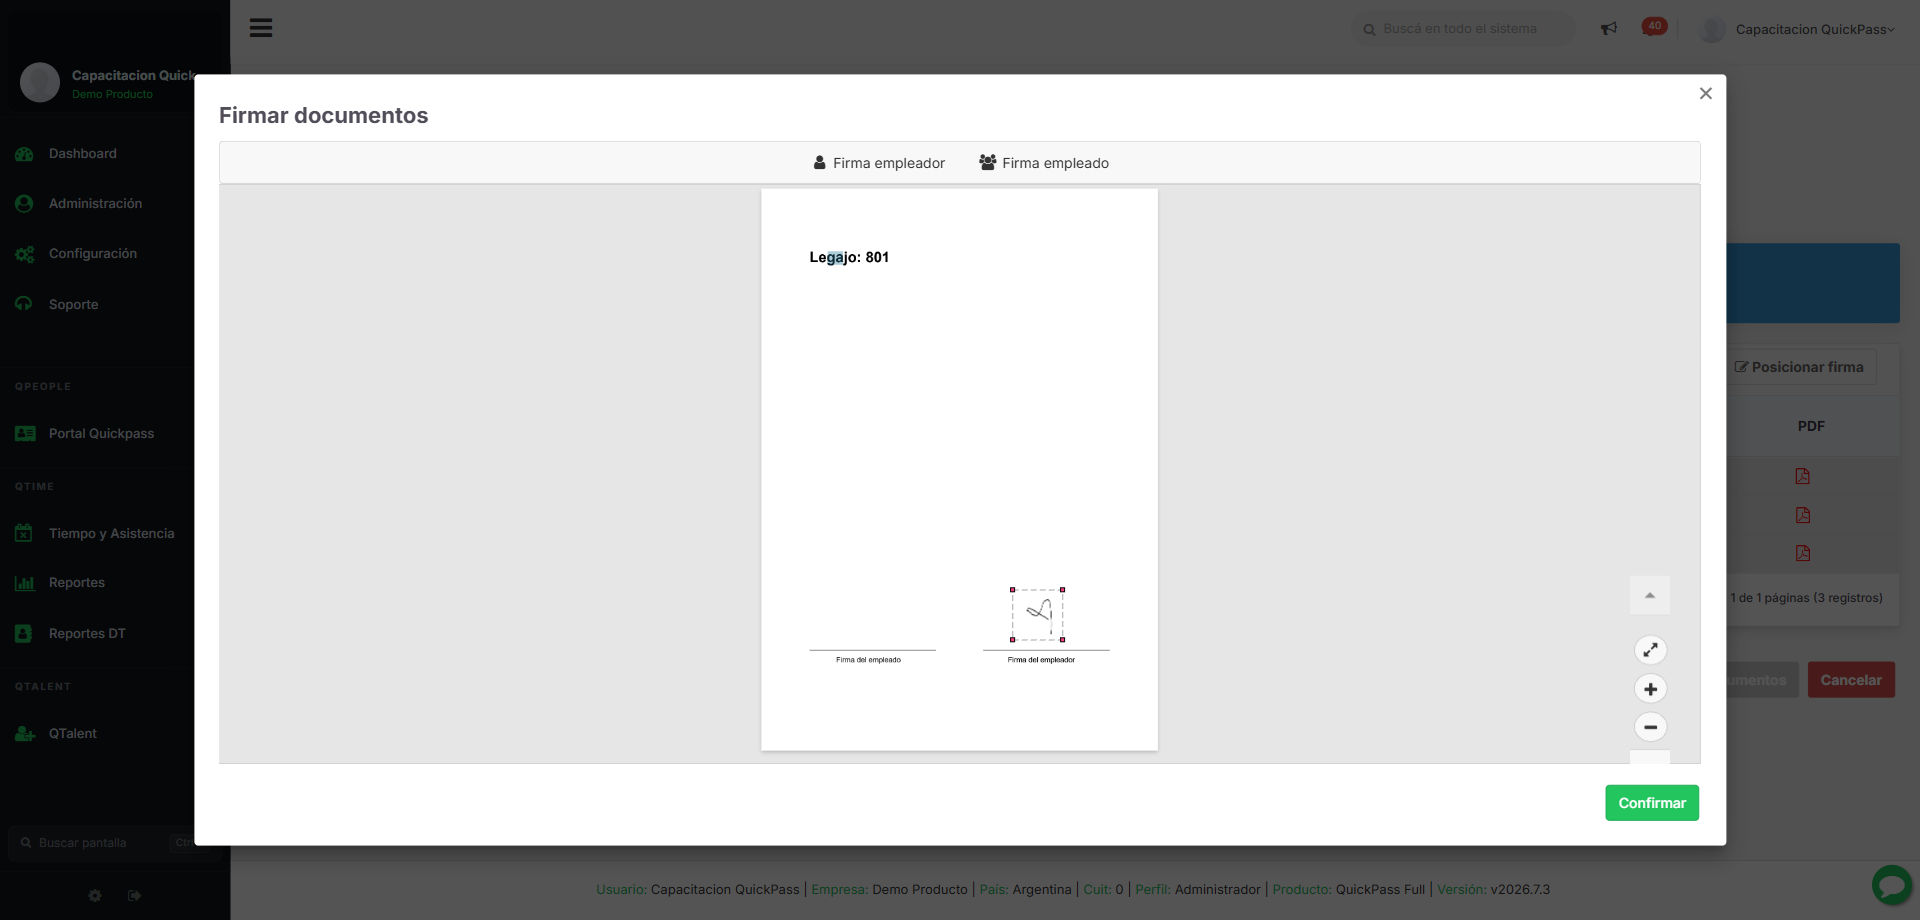 Buscá en todo el sistema
40
Capacitacion QuickPass
Capacitacion Quick
Demo Producto
Dashboard
Administración
Configuración
Soporte
QPEOPLE
Portal Quickpass
QTIME
Tiempo y Asistencia
Reportes
Reportes DT
QTALENT
QTalent
Buscar pantalla
Ctrl
Firmar documentos
Firma empleador
Firma empleado
Legajo: 801
Firma del empleado
Firma del empleador
Confirmar
Posicionar firma
PDF
1 de 1 páginas (3 registros)
umentos
Cancelar
Usuario: Capacitacion QuickPass | Empresa: Demo Producto | País: Argentina | Cuit: 0 | Perfil: Administrador | Producto: QuickPass Full | Versión: v2026.7.3